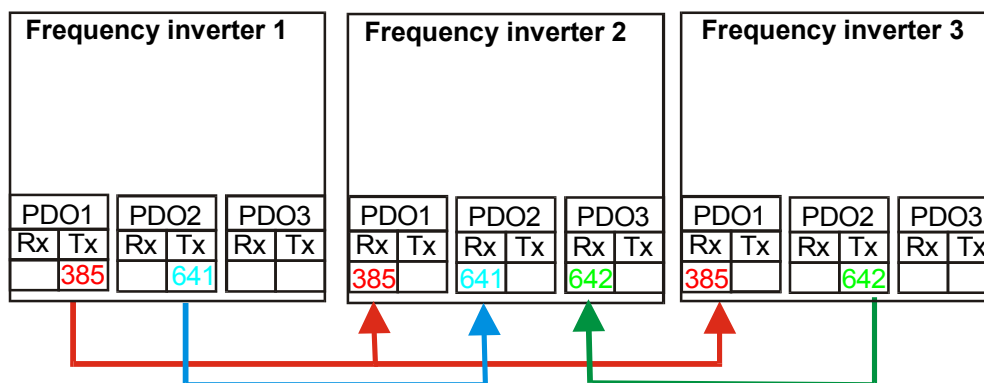 Frequency inverter 1
PDO1 PDO2 PDO3
Rx Tx Rx Tx Rx Tx
385 641
Frequency inverter 2
PDO1 PDO2 PDO3
Rx Tx Rx Tx Rx Tx
385 641 642
Frequency inverter 3
PDO1 PDO2 PDO3
Rx Tx Rx Tx Rx Tx
385 642